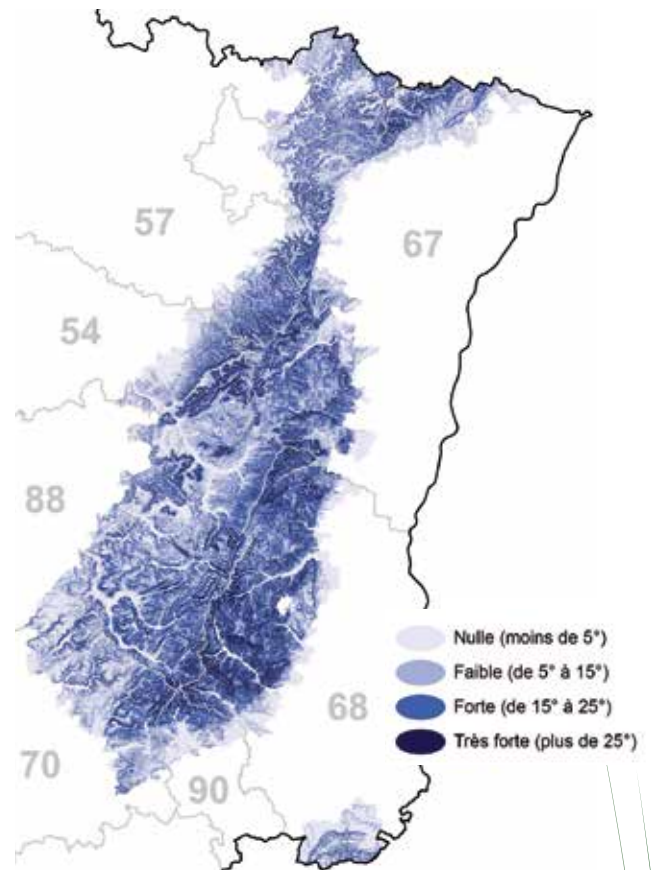 57
67
54
88
Nulle (moins de 5°)
Faible (de 5° à 15°)
Forte (de 15° à 25°)
Très forte (plus de 25°)
68
70
90